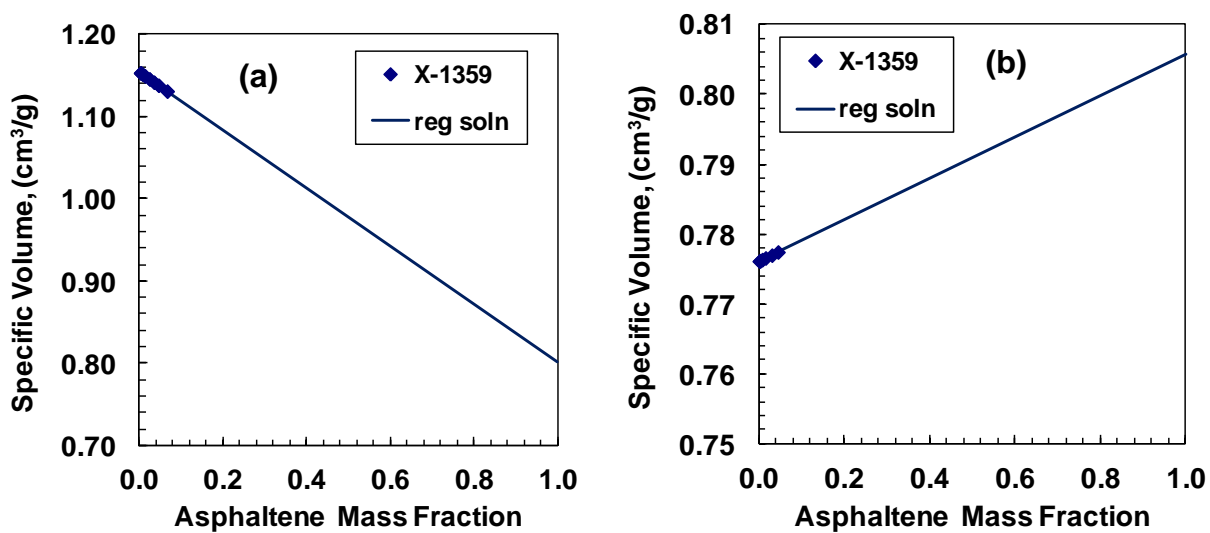 (a)
X-1359
reg soln
Specific Volume, (cm³/g)
1.20
1.10
1.00
0.90
0.80
0.70
0.0 0.2 0.4 0.6 0.8 1.0
Asphaltene Mass Fraction
(b)
X-1359
reg soln
Specific Volume, (cm³/g)
0.81
0.80
0.79
0.78
0.77
0.76
0.75
0.0 0.2 0.4 0.6 0.8 1.0
Asphaltene Mass Fraction